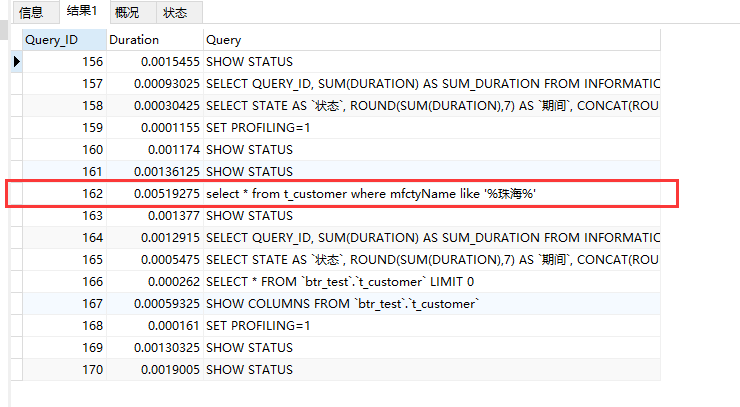 信息 结果1 概况 状态
Query_ID Duration Query
156 0.0015455 SHOW STATUS
157 0.00093025 SELECT QUERY_ID, SUM(DURATION) AS SUM_DURATION FROM INFORMATION
158 0.00030425 SELECT STATE AS `状态`, ROUND(SUM(DURATION),7) AS `期间`, CONCAT(ROU
159 0.0001155 SET PROFILING=1
160 0.001174 SHOW STATUS
161 0.00136125 SHOW STATUS
162 0.00519275 select * from t_customer where mfctyName like '%珠海%'
163 0.001377 SHOW STATUS
164 0.0012915 SELECT QUERY_ID, SUM(DURATION) AS SUM_DURATION FROM INFORMATION
165 0.0005475 SELECT STATE AS `状态`, ROUND(SUM(DURATION),7) AS `期间`, CONCAT(ROU
166 0.000262 SELECT * FROM `btr_test`.`t_customer` LIMIT 0
167 0.00059325 SHOW COLUMNS FROM `btr_test`.`t_customer`
168 0.000161 SET PROFILING=1
169 0.00130325 SHOW STATUS
170 0.0019005 SHOW STATUS